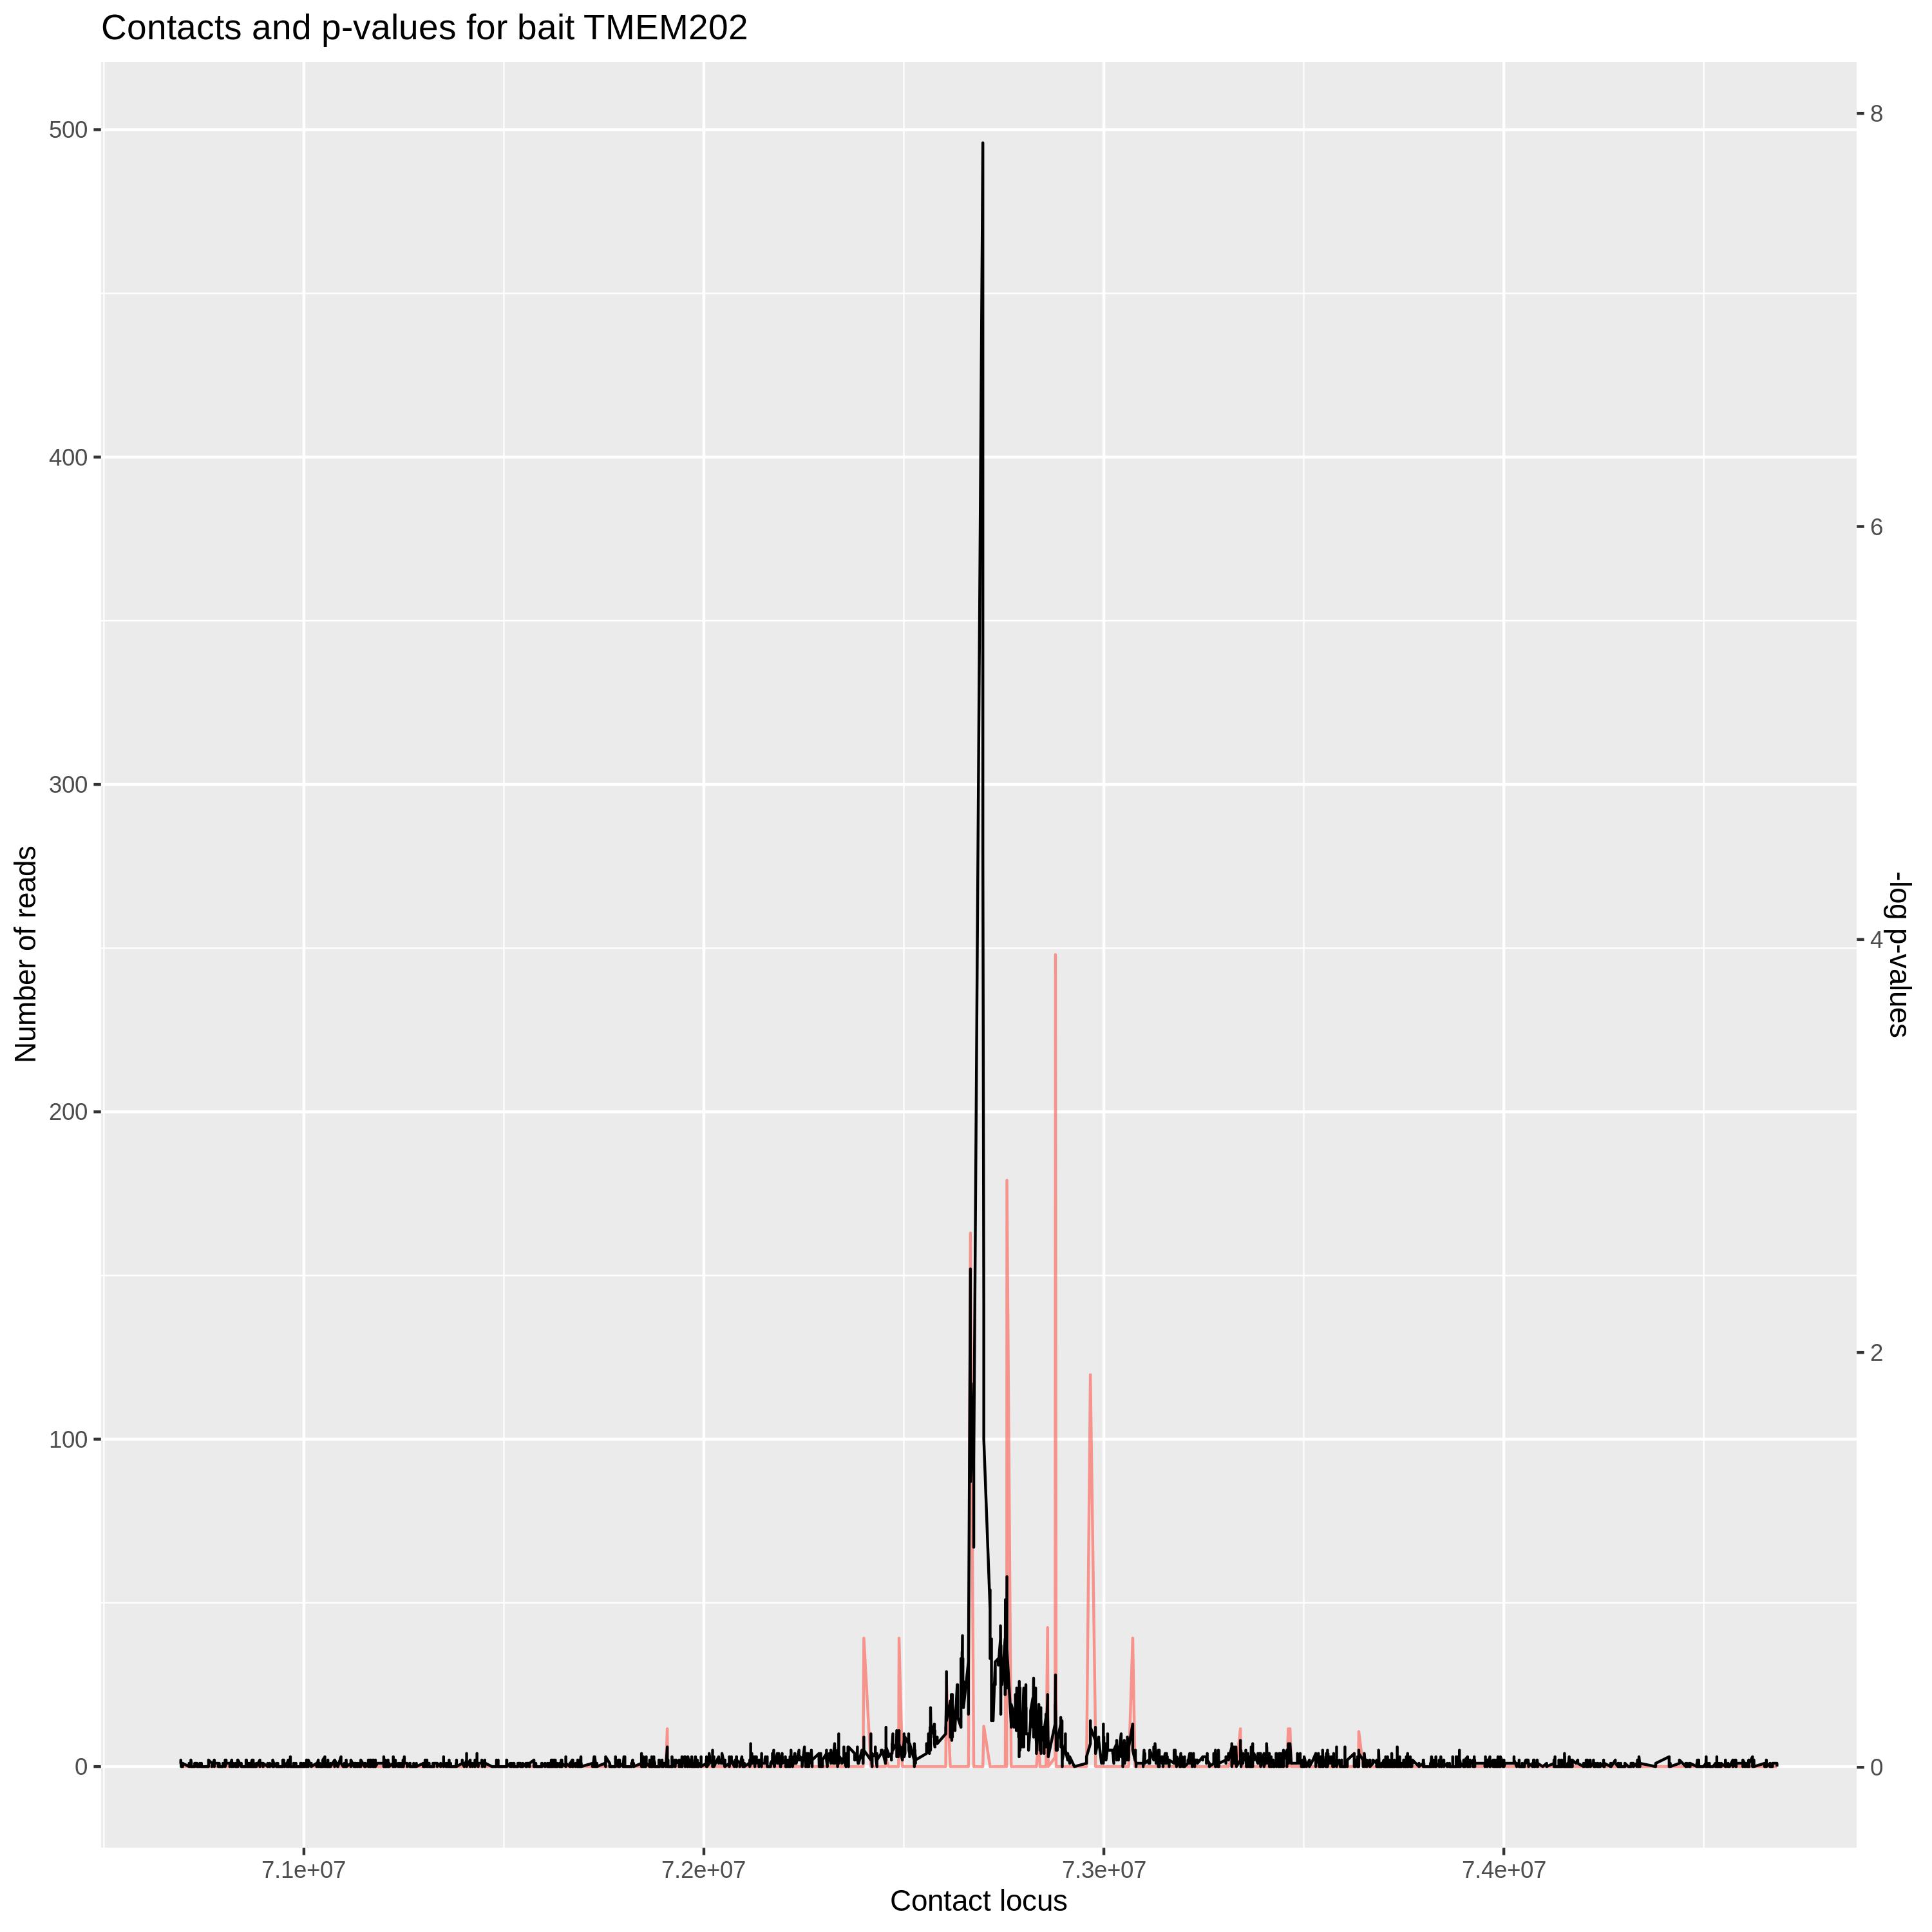 Contacts and p-values for bait TMEM202
500
400
300
200
100
0
Number of reads
8
6
4
2
0
-log p-values
7.1e+07
7.2e+07
7.3e+07
7.4e+07
Contact locus